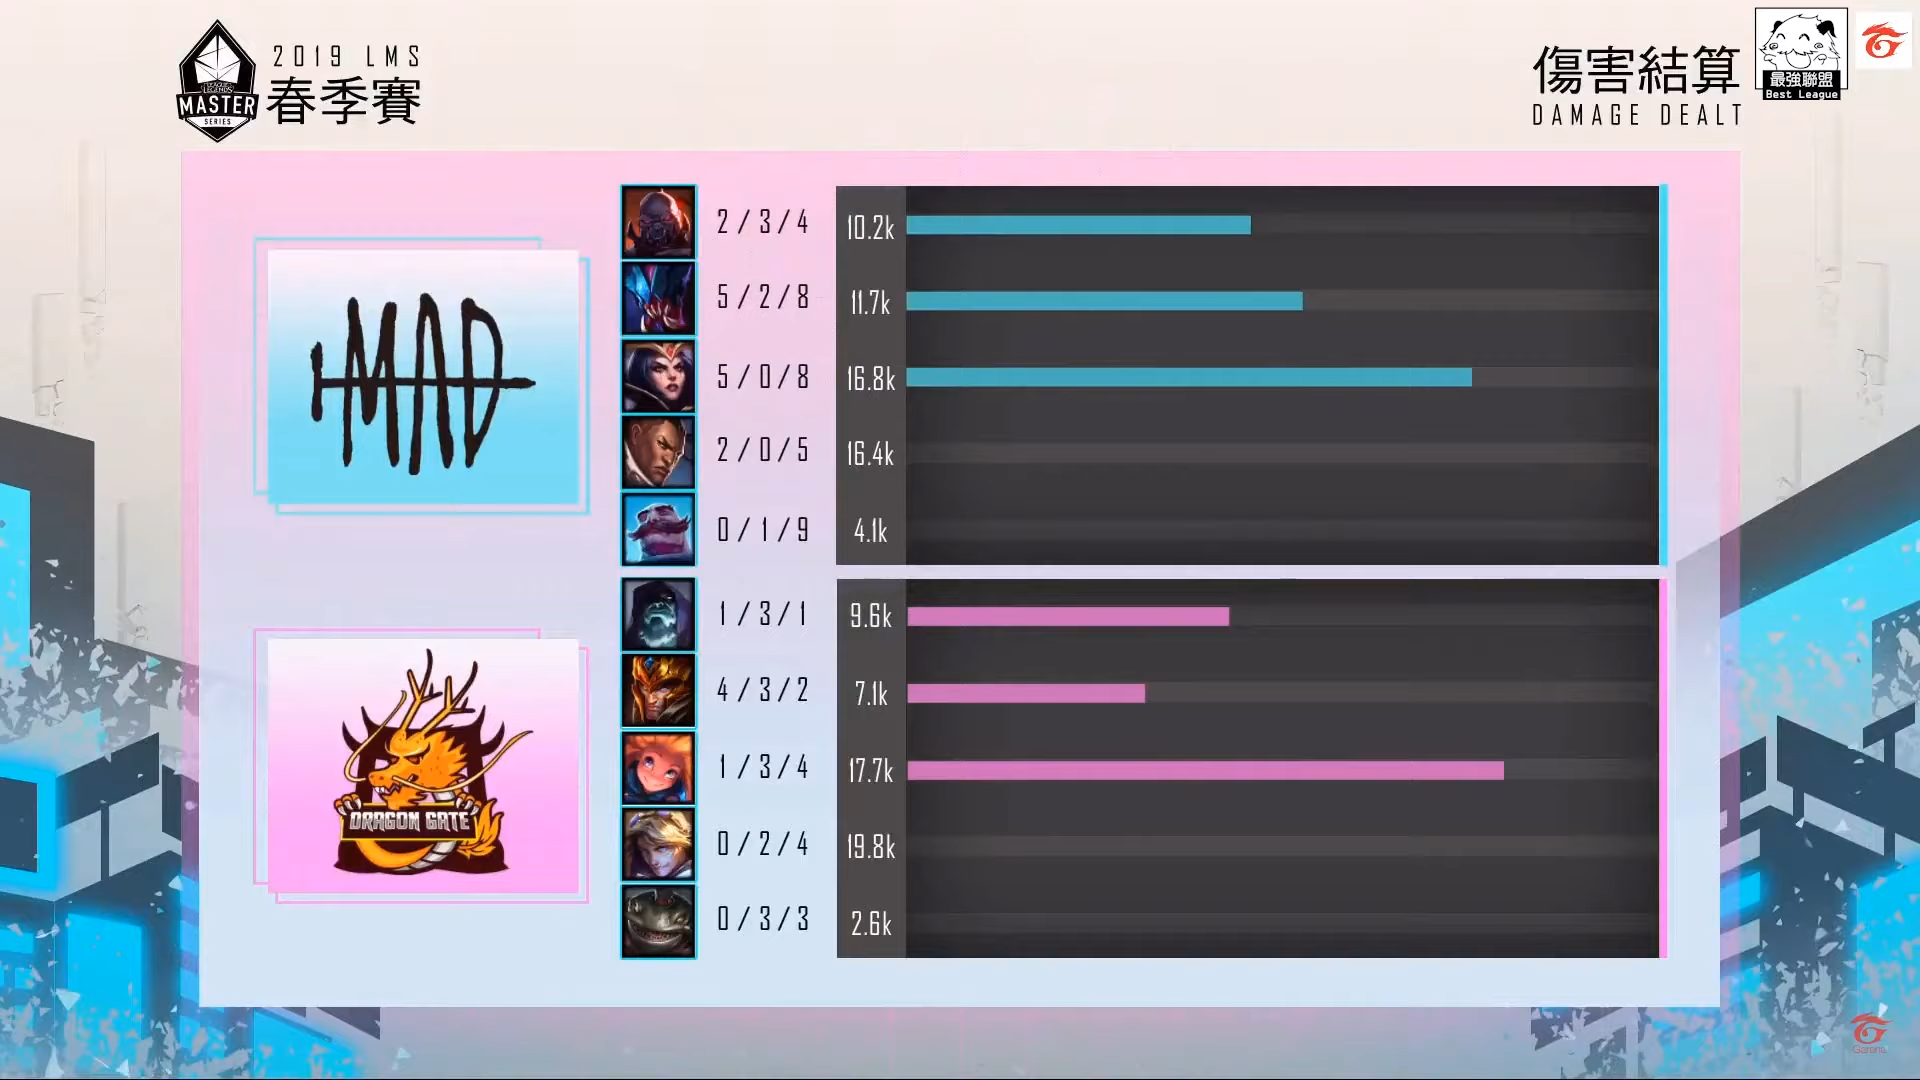 2019 LMS
春季賽
LEAGUE
LEGENDS
MASTER
SERIES
傷害結算
DAMAGE DEALT
最強聯盟
Best League
MAD
2/3/4 10.2k
5/2/8 11.7k
5/0/8 16.8k
2/0/5 16.4k
0/1/9 4.1k
DRAGON GATE
1/3/1 9.6k
4/3/2 7.1k
1/3/4 17.7k
0/2/4 19.8k
0/3/3 2.6k
Garena